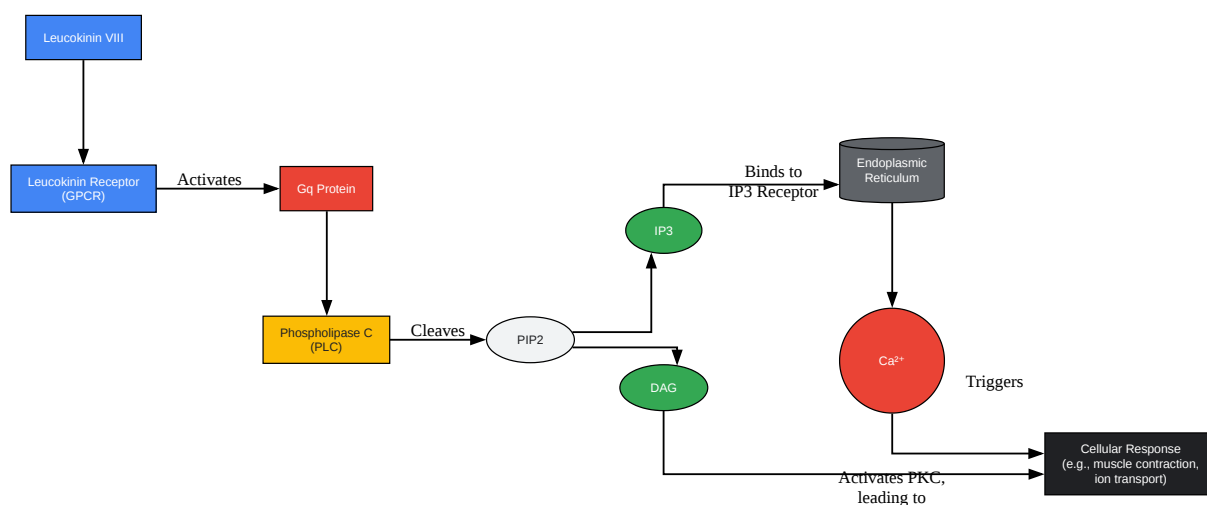 Leucokinin VIII
Leucokinin Receptor
(GPCR)
Activates
Gq Protein
Phospholipase C
(PLC)
Cleaves
PIP2
IP3
DAG
Binds to
IP3 Receptor
Endoplasmic
Reticulum
Ca²⁺
Triggers
Activates PKC,
leading to
Cellular Response
(e.g., muscle contraction,
ion transport)